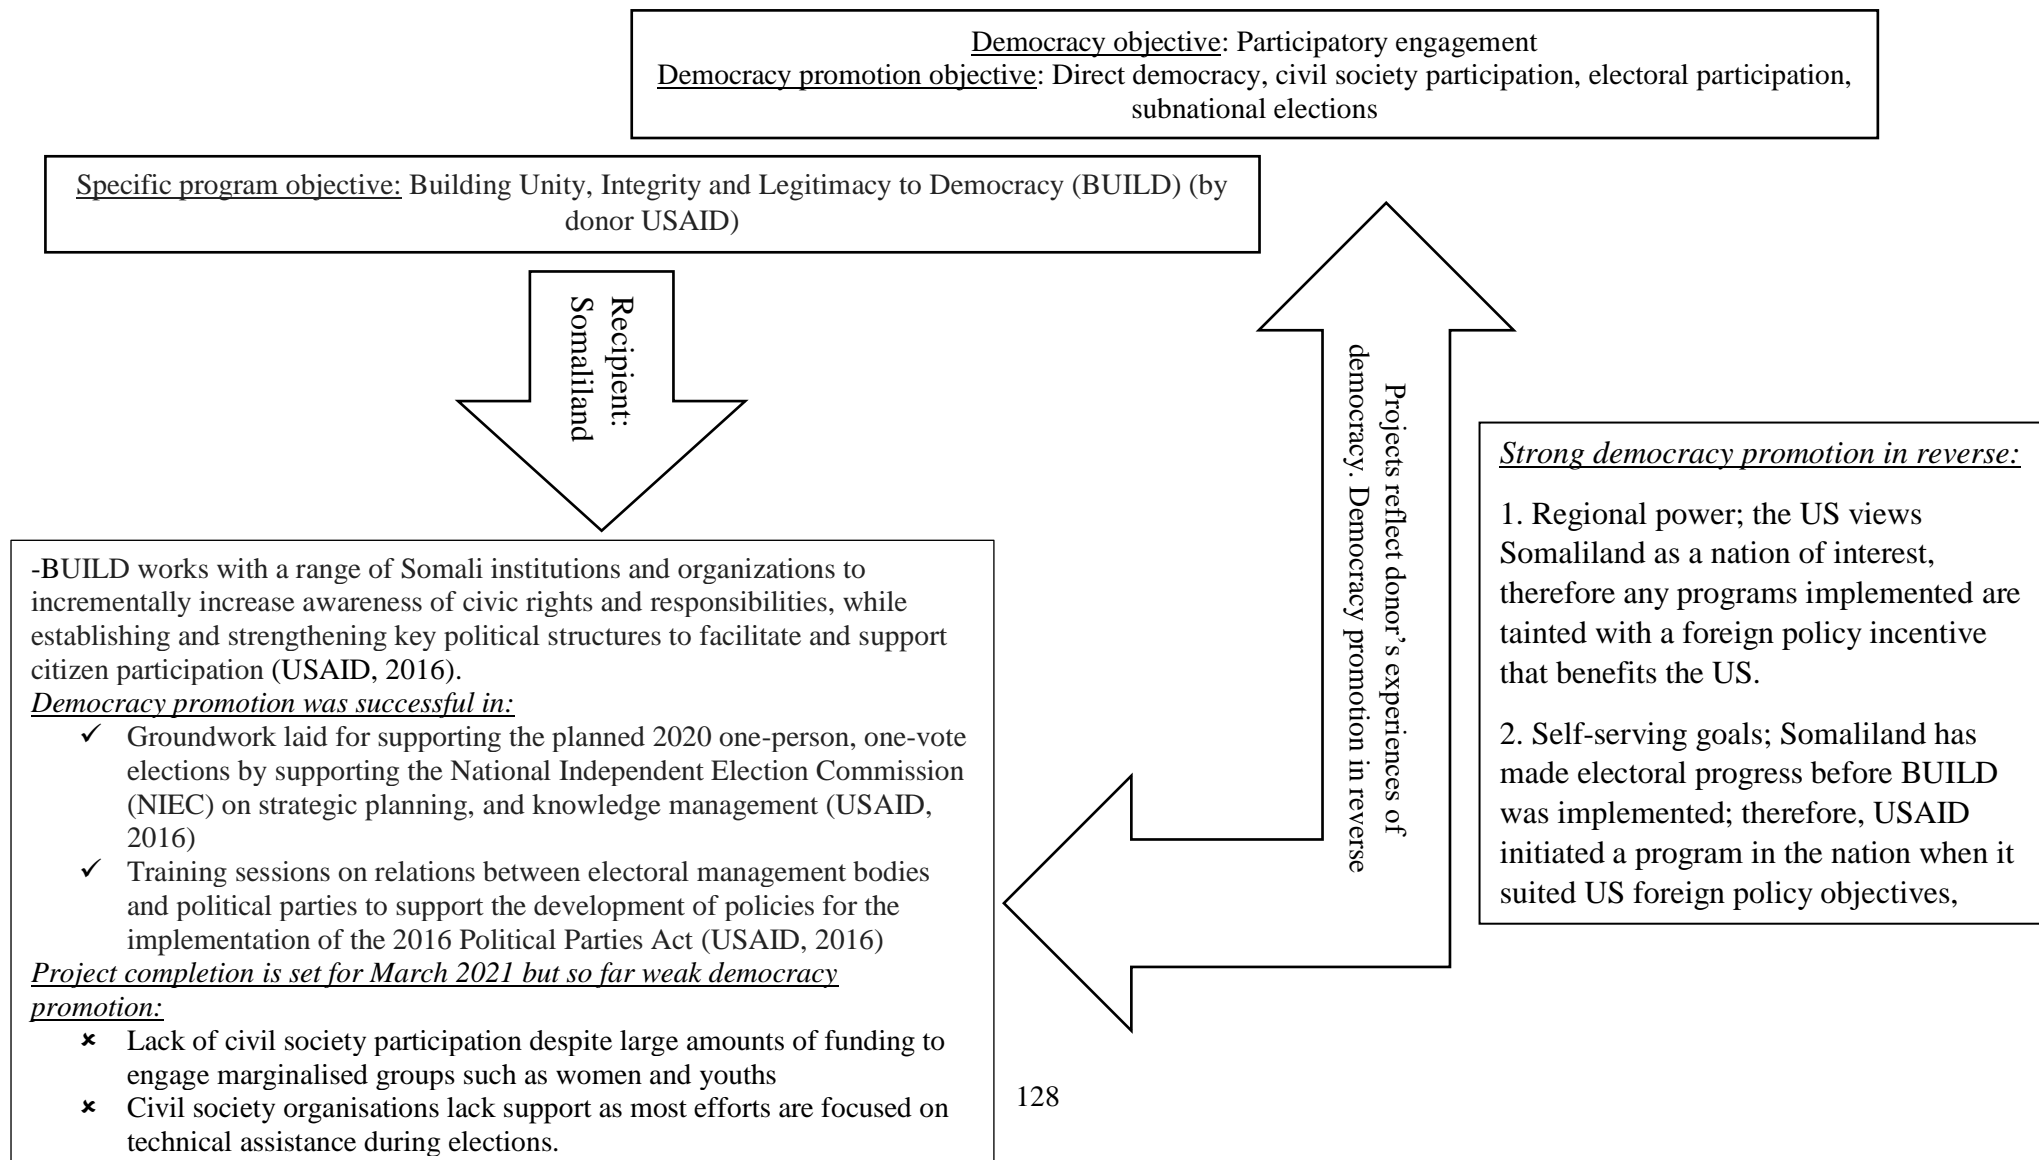 Democracy objective: Participatory engagement
Democracy promotion objective: Direct democracy, civil society participation, electoral participation,
subnational elections
Specific program objective: Building Unity, Integrity and Legitimacy to Democracy (BUILD) (by
donor USAID)
Recipient:
Somaliland
-BUILD works with a range of Somali institutions and organizations to
incrementally increase awareness of civic rights and responsibilities, while
establishing and strengthening key political structures to facilitate and support
citizen participation (USAID, 2016).
Democracy promotion was successful in:
✓ Groundwork laid for supporting the planned 2020 one-person, one-vote
elections by supporting the National Independent Election Commission
(NIEC) on strategic planning, and knowledge management (USAID,
2016)
✓ Training sessions on relations between electoral management bodies
and political parties to support the development of policies for the
implementation of the 2016 Political Parties Act (USAID, 2016)
Project completion is set for March 2021 but so far weak democracy
promotion:
× Lack of civil society participation despite large amounts of funding to
engage marginalised groups such as women and youths
× Civil society organisations lack support as most efforts are focused on
technical assistance during elections.
Projects reflect donor's experiences of
democracy. Democracy promotion in reverse
Strong democracy promotion in reverse:
1. Regional power; the US views
Somaliland as a nation of interest,
therefore any programs implemented are
tainted with a foreign policy incentive
that benefits the US.
2. Self-serving goals; Somaliland has
made electoral progress before BUILD
was implemented; therefore, USAID
initiated a program in the nation when it
suited US foreign policy objectives,
128